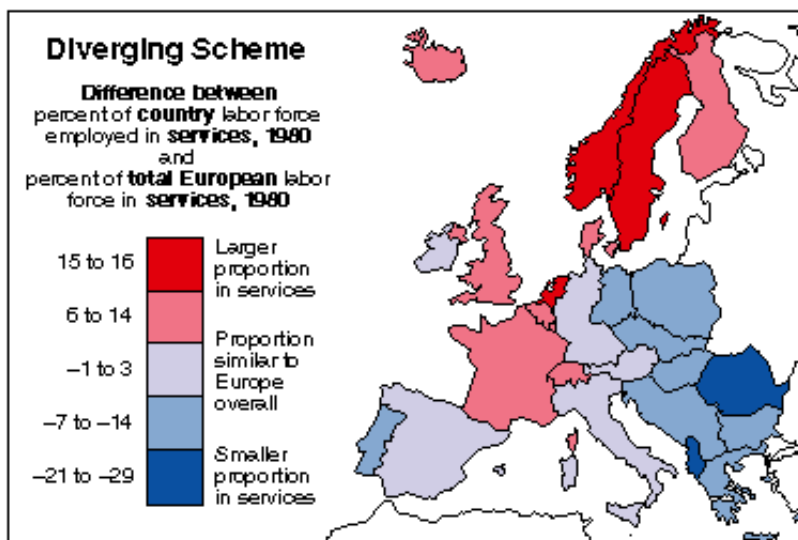 Diverging Scheme
Difference between
percent of country labor force
employed in services, 1980
and
percent of total European labor
force in services, 1980
15 to 16
Larger
proportion
in services
6 to 14
Proportion
similar to
Europe
overall
–1 to 3
–7 to –14
Smaller
proportion
in services
–21 to –29